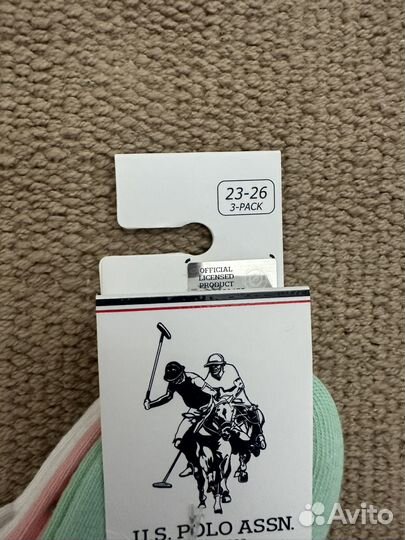 23-26
3-PACK
OFFICIAL
LICENSED
PRODUCT
U.S. POLO ASSN.
Avito